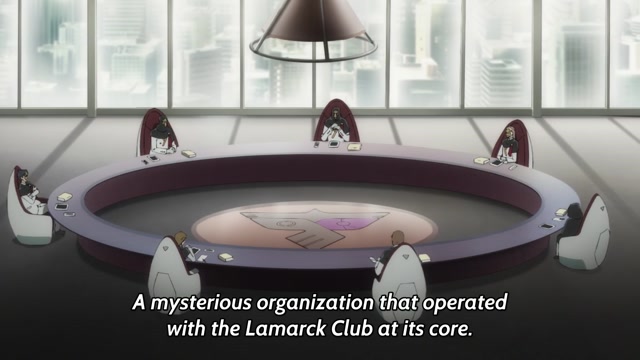 A mysterious organization that operated
with the Lamarck Club at its core.